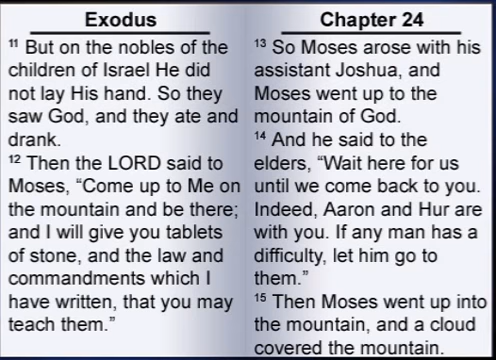 Exodus
¹¹ But on the nobles of the
children of Israel He did
not lay His hand. So they
saw God, and they ate and
drank.
¹² Then the LORD said to
Moses, “Come up to Me on
the mountain and be there;
and I will give you tablets
of stone, and the law and
commandments which I
have written, that you may
teach them.”
Chapter 24
¹³ So Moses arose with his
assistant Joshua, and
Moses went up to the
mountain of God.
¹⁴ And he said to the
elders, “Wait here for us
until we come back to you.
Indeed, Aaron and Hur are
with you. If any man has a
difficulty, let him go to
them.”
¹⁵ Then Moses went up into
the mountain, and a cloud
covered the mountain.